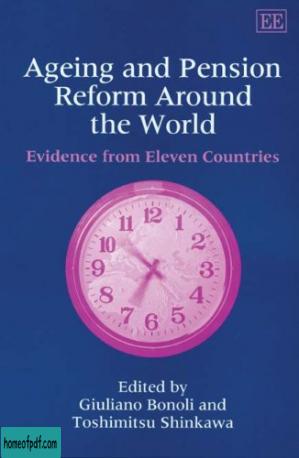 EE
Ageing and Pension
Reform Around
the World
Evidence from Eleven Countries
12
1
2
3
4
5
6
7
8
9
10
11
Edited by
Giuliano Bonoli and
Toshimitsu Shinkawa
homeofpdf.com